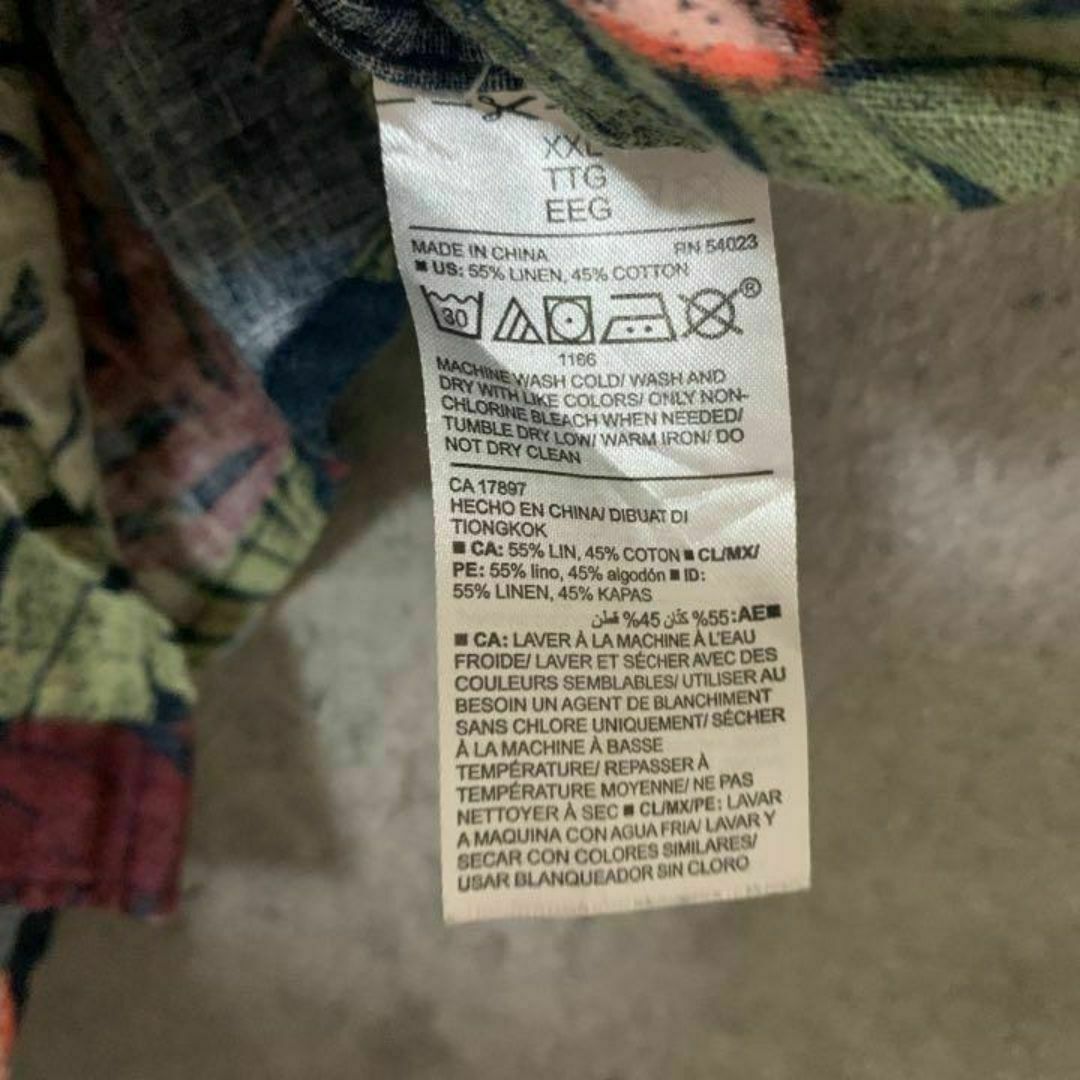 XXL
TTG
EEG
MADE IN CHINA RN 54023
■ US: 55% LINEN, 45% COTTON
30
®
1166
MACHINE WASH COLD/ WASH AND
DRY WITH LIKE COLORS/ ONLY NON-
CHLORINE BLEACH WHEN NEEDED/
TUMBLE DRY LOW/ WARM IRON/ DO
NOT DRY CLEAN
CA 17897
HECHO EN CHINA/ DIBUAT DI
TIONGKOK
■ CA: 55% LIN, 45% COTON ■ CL/MX/
PE: 55% lino, 45% algodón ■ ID:
55% LINEN, 45% KAPAS
■AE: 55% كتان 45% قطن
■ CA: LAVER À LA MACHINE À L'EAU
FROIDE/ LAVER ET SÉCHER AVEC DES
COULEURS SEMBLABLES/ UTILISER AU
BESOIN UN AGENT DE BLANCHIMENT
SANS CHLORE UNIQUEMENT/ SÉCHER
À LA MACHINE À BASSE
TEMPÉRATURE/ REPASSER À
TEMPÉRATURE MOYENNE/ NE PAS
NETTOYER À SEC ■ CL/MX/PE: LAVAR
A MAQUINA CON AGUA FRIA/ LAVAR Y
SECAR CON COLORES SIMILARES/
USAR BLANQUEADOR SIN CLORO